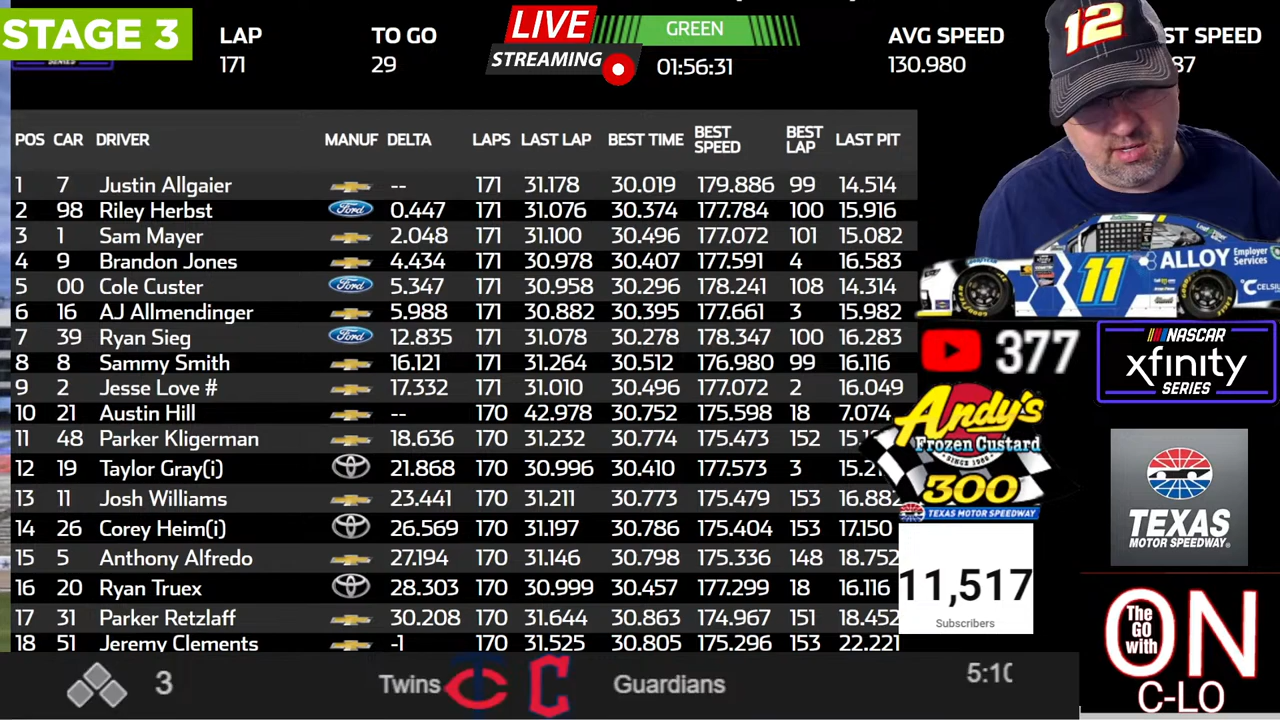 STAGE 3
LAP
171
TO GO
29
LIVE
STREAMING
GREEN
01:56:31
AVG SPEED
130.980
ST SPEED
87
12
SERIES
POS CAR DRIVER MANUF DELTA LAPS LAST LAP BEST TIME BEST SPEED BEST LAP LAST PIT
1 7 Justin Allgaier -- 171 31.178 30.019 179.886 99 14.514
2 98 Riley Herbst Ford 0.447 171 31.076 30.374 177.784 100 15.916
3 1 Sam Mayer 2.048 171 31.100 30.496 177.072 101 15.082
4 9 Brandon Jones 4.434 171 30.978 30.407 177.591 4 16.583
5 00 Cole Custer Ford 5.347 171 30.958 30.296 178.241 108 14.314
6 16 AJ Allmendinger 5.988 171 30.882 30.395 177.661 3 15.982
7 39 Ryan Sieg Ford 12.835 171 31.078 30.278 178.347 100 16.283
8 8 Sammy Smith 16.121 171 31.264 30.512 176.980 99 16.116
9 2 Jesse Love # 17.332 171 31.010 30.496 177.072 2 16.049
10 21 Austin Hill -- 170 42.978 30.752 175.598 18 7.074
11 48 Parker Kligerman 18.636 170 31.232 30.774 175.473 152
12 19 Taylor Gray(i) 21.868 170 30.996 30.410 177.573 3
13 11 Josh Williams 23.441 170 31.211 30.773 175.479 153 16.882
14 26 Corey Heim(i) 26.569 170 31.197 30.786 175.404 153 17.150
15 5 Anthony Alfredo 27.194 170 31.146 30.798 175.336 148 18.752
16 20 Ryan Truex 28.303 170 30.999 30.457 177.299 18 16.116
17 31 Parker Retzlaff 30.208 170 31.644 30.863 174.967 151 18.452
18 51 Jeremy Clements -1 170 31.525 30.805 175.296 153 22.221
11
ALLOY
Employer
Services
CELSIUS
377
NASCAR
xfinity
SERIES
Andy's
Frozen Custard
SINCE 1986
300
TEXAS MOTOR SPEEDWAY
TEXAS
MOTOR SPEEDWAY
11,517
Subscribers
The GO with ON
C-LO
3
Twins
C
Guardians
5:10